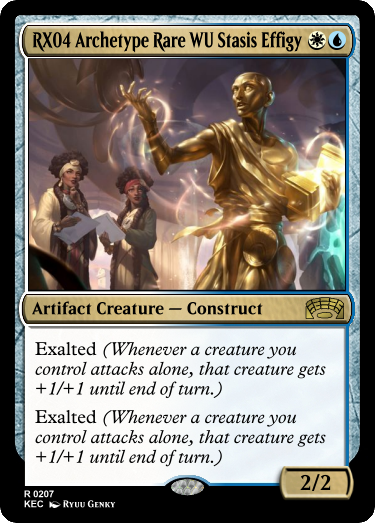 RX04 Archetype Rare WU Stasis Effigy
Artifact Creature — Construct
Exalted (Whenever a creature you
control attacks alone, that creature gets
+1/+1 until end of turn.)
Exalted (Whenever a creature you
control attacks alone, that creature gets
+1/+1 until end of turn.)
2/2
R 0207
KEC Ryuu Genky